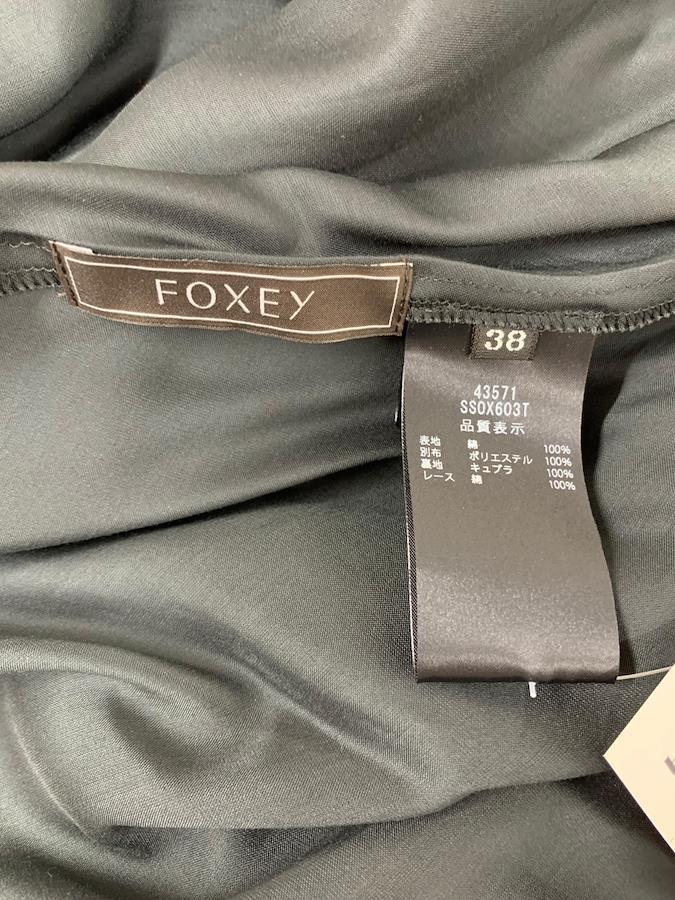 FOXEY
38
43571
SSOX603T
品質表示
表地 綿 100%
別布 ポリエステル 100%
裏地 キュプラ 100%
レース 綿 100%